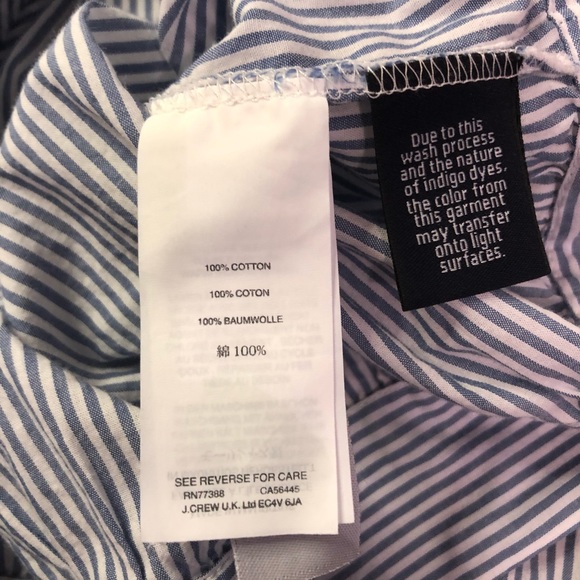 100% COTTON
100% COTON
100% BAUMWOLLE
綿 100%
SEE REVERSE FOR CARE
RN77388 CA56445
J.CREW U.K. Ltd EC4V 6JA
Due to this
wash process
and the nature
of indigo dyes,
the color from
this garment
may transfer
onto light
surfaces.